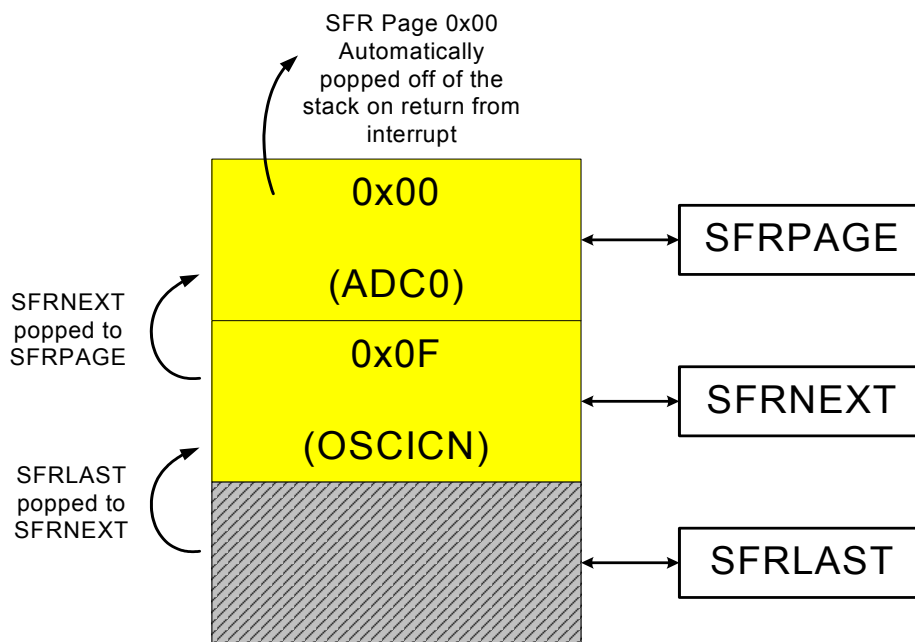 SFR Page 0x00
Automatically
popped off of the
stack on return from
interrupt
0x00
(ADC0)
SFRPAGE
SFRNEXT
popped to
SFRPAGE
0x0F
(OSCICN)
SFRNEXT
SFRLAST
popped to
SFRNEXT
SFRLAST